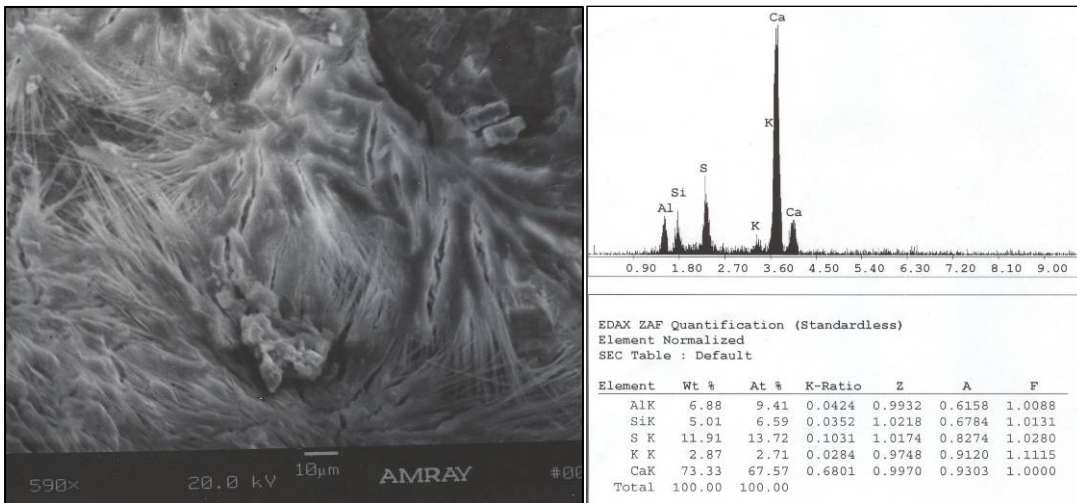 590× 20.0 kV 10µm AMRAY #00
Ca
K
S
Si
Al
K
Ca
0.90 1.80 2.70 3.60 4.50 5.40 6.30 7.20 8.10 9.00
EDAX ZAF Quantification (Standardless)
Element Normalized
SEC Table : Default
Element Wt % At % K-Ratio Z A F
AlK 6.88 9.41 0.0424 0.9932 0.6158 1.0088
SiK 5.01 6.59 0.0352 1.0218 0.6784 1.0131
S K 11.91 13.72 0.1031 1.0174 0.8274 1.0280
K K 2.87 2.71 0.0284 0.9748 0.9120 1.1115
CaK 73.33 67.57 0.6801 0.9970 0.9303 1.0000
Total 100.00 100.00